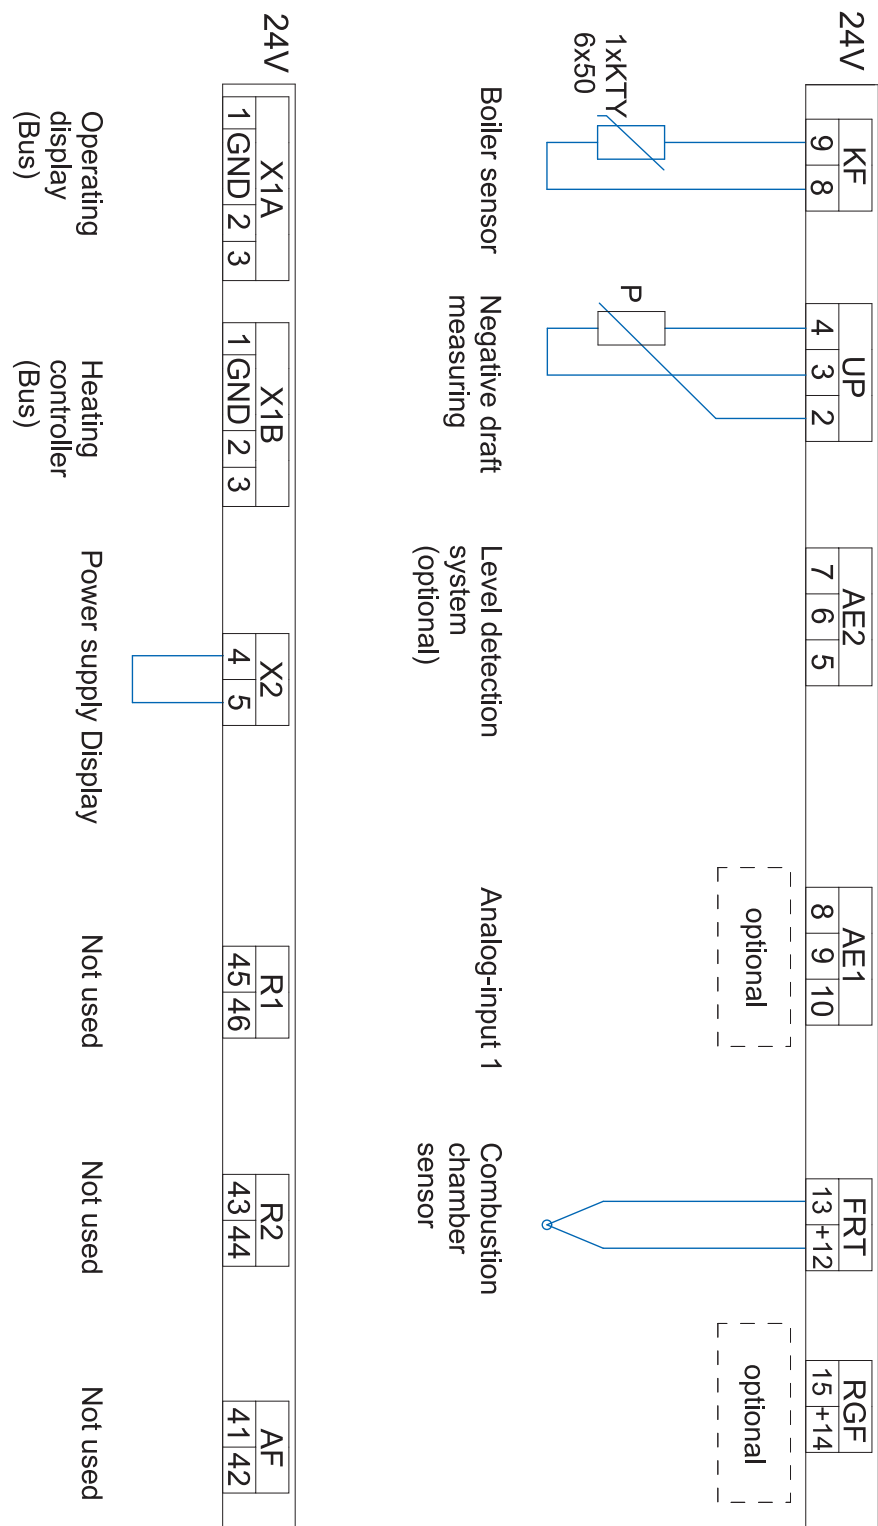 24V
KF
9 8
1xKTY
6x50
Boiler sensor
UP
4 3 2
P
Negative draft
measuring
AE2
7 6 5
Level detection
system
(optional)
AE1
8 9 10
optional
Analog-input 1
FRT
13 +12
Combustion
chamber
sensor
RGF
15 +14
optional
24V
X1A
1 GND 2 3
Operating
display
(Bus)
X1B
1 GND 2 3
Heating
controller
(Bus)
X2
4 5
Power supply Display
R1
45 46
Not used
R2
43 44
Not used
AF
41 42
Not used